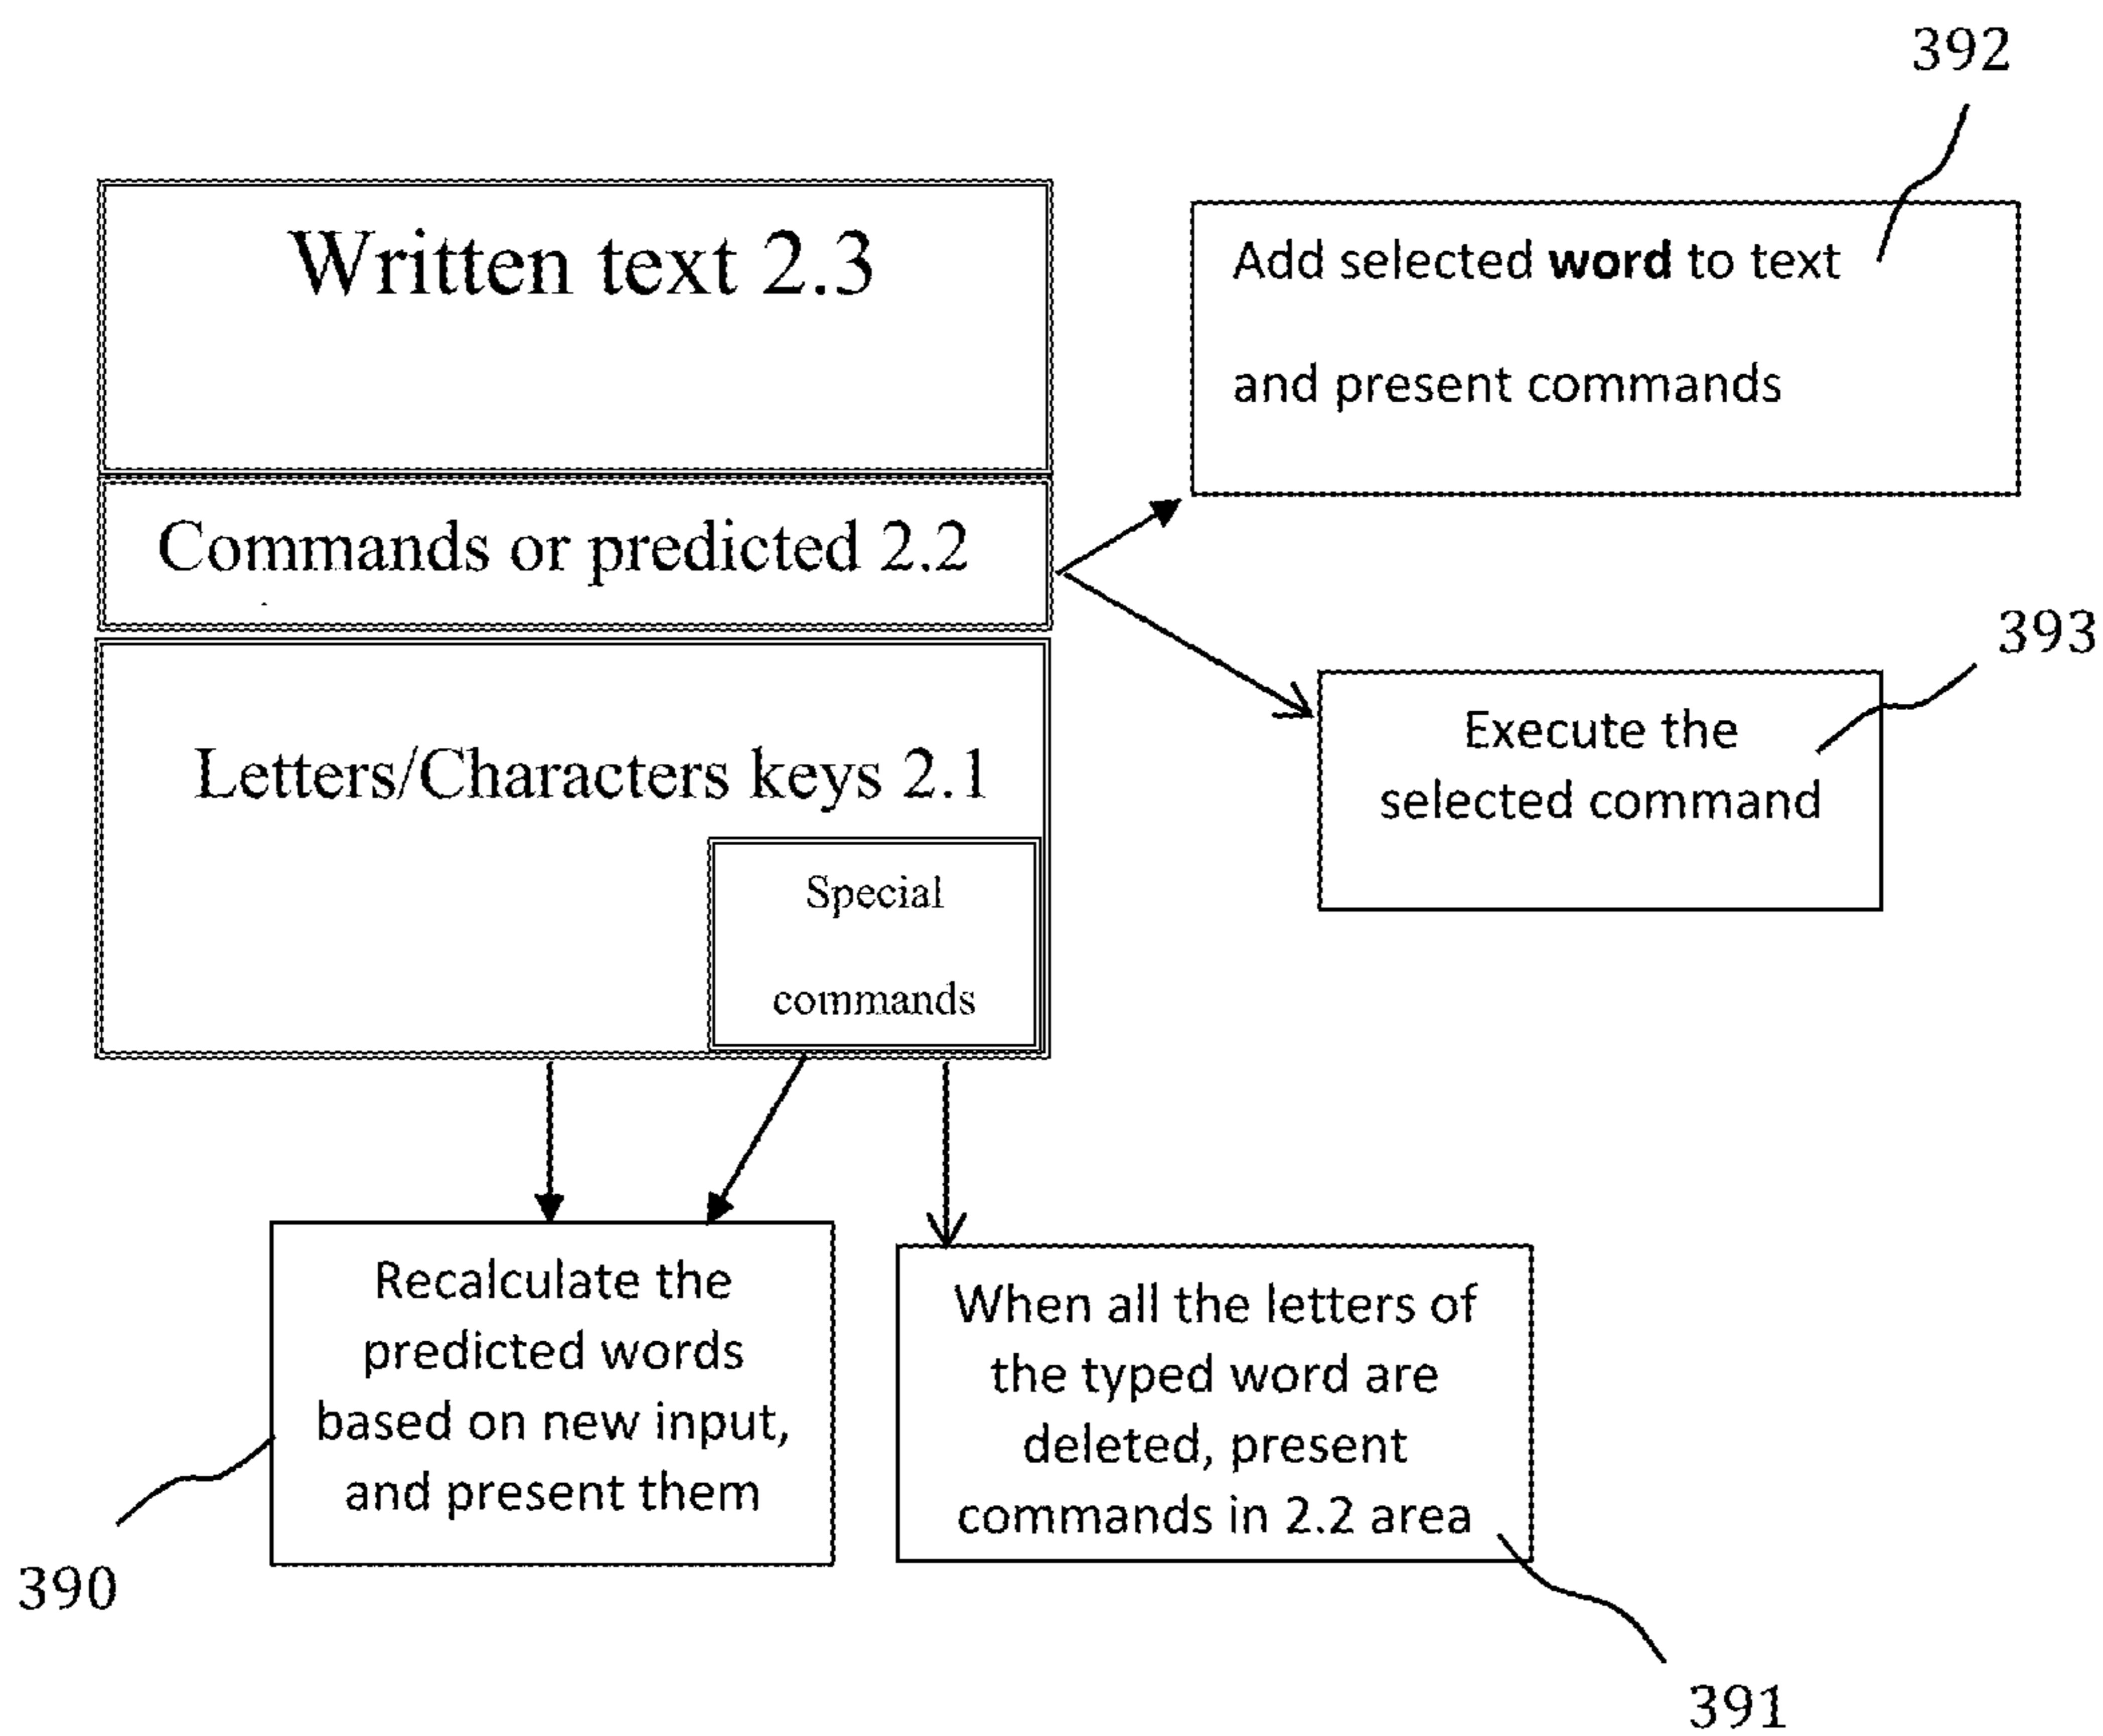 392
Written text 2.3
Add selected word to text
and present commands
Commands or predicted 2.2
393
Execute the
selected command
Letters/Characters keys 2.1
Special
commands
Recalculate the
predicted words
based on new input,
and present them
390
When all the letters of
the typed word are
deleted, present
commands in 2.2 area
391